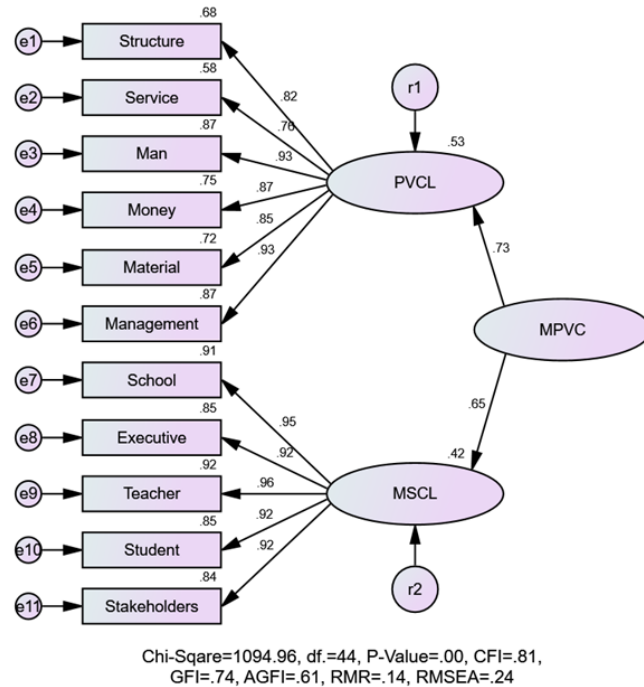 .68
e1 Structure
.58
e2 Service
.87
e3 Man
.75
e4 Money
.72
e5 Material
.87
e6 Management
.91
e7 School
.85
e8 Executive
.92
e9 Teacher
.85
e10 Student
.84
e11 Stakeholders
.82
.76
.93
.87
.85
.93
r1
.53
PVCL
.73
MPVC
.65
.95
.92
.96
.92
.92
.42
MSCL
r2
Chi-Sqare=1094.96, df.=44, P-Value=.00, CFI=.81,
GFI=.74, AGFI=.61, RMR=.14, RMSEA=.24